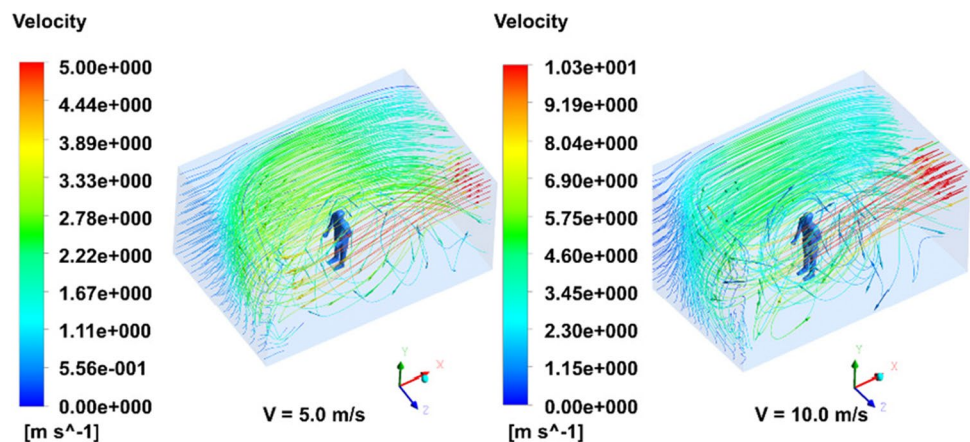 Velocity
5.00e+000
4.44e+000
3.89e+000
3.33e+000
2.78e+000
2.22e+000
1.67e+000
1.11e+000
5.56e-001
0.00e+000
[m s^-1]
Y
X
Z
V = 5.0 m/s
Velocity
1.03e+001
9.19e+000
8.04e+000
6.90e+000
5.75e+000
4.60e+000
3.45e+000
2.30e+000
1.15e+000
0.00e+000
[m s^-1]
Y
X
Z
V = 10.0 m/s